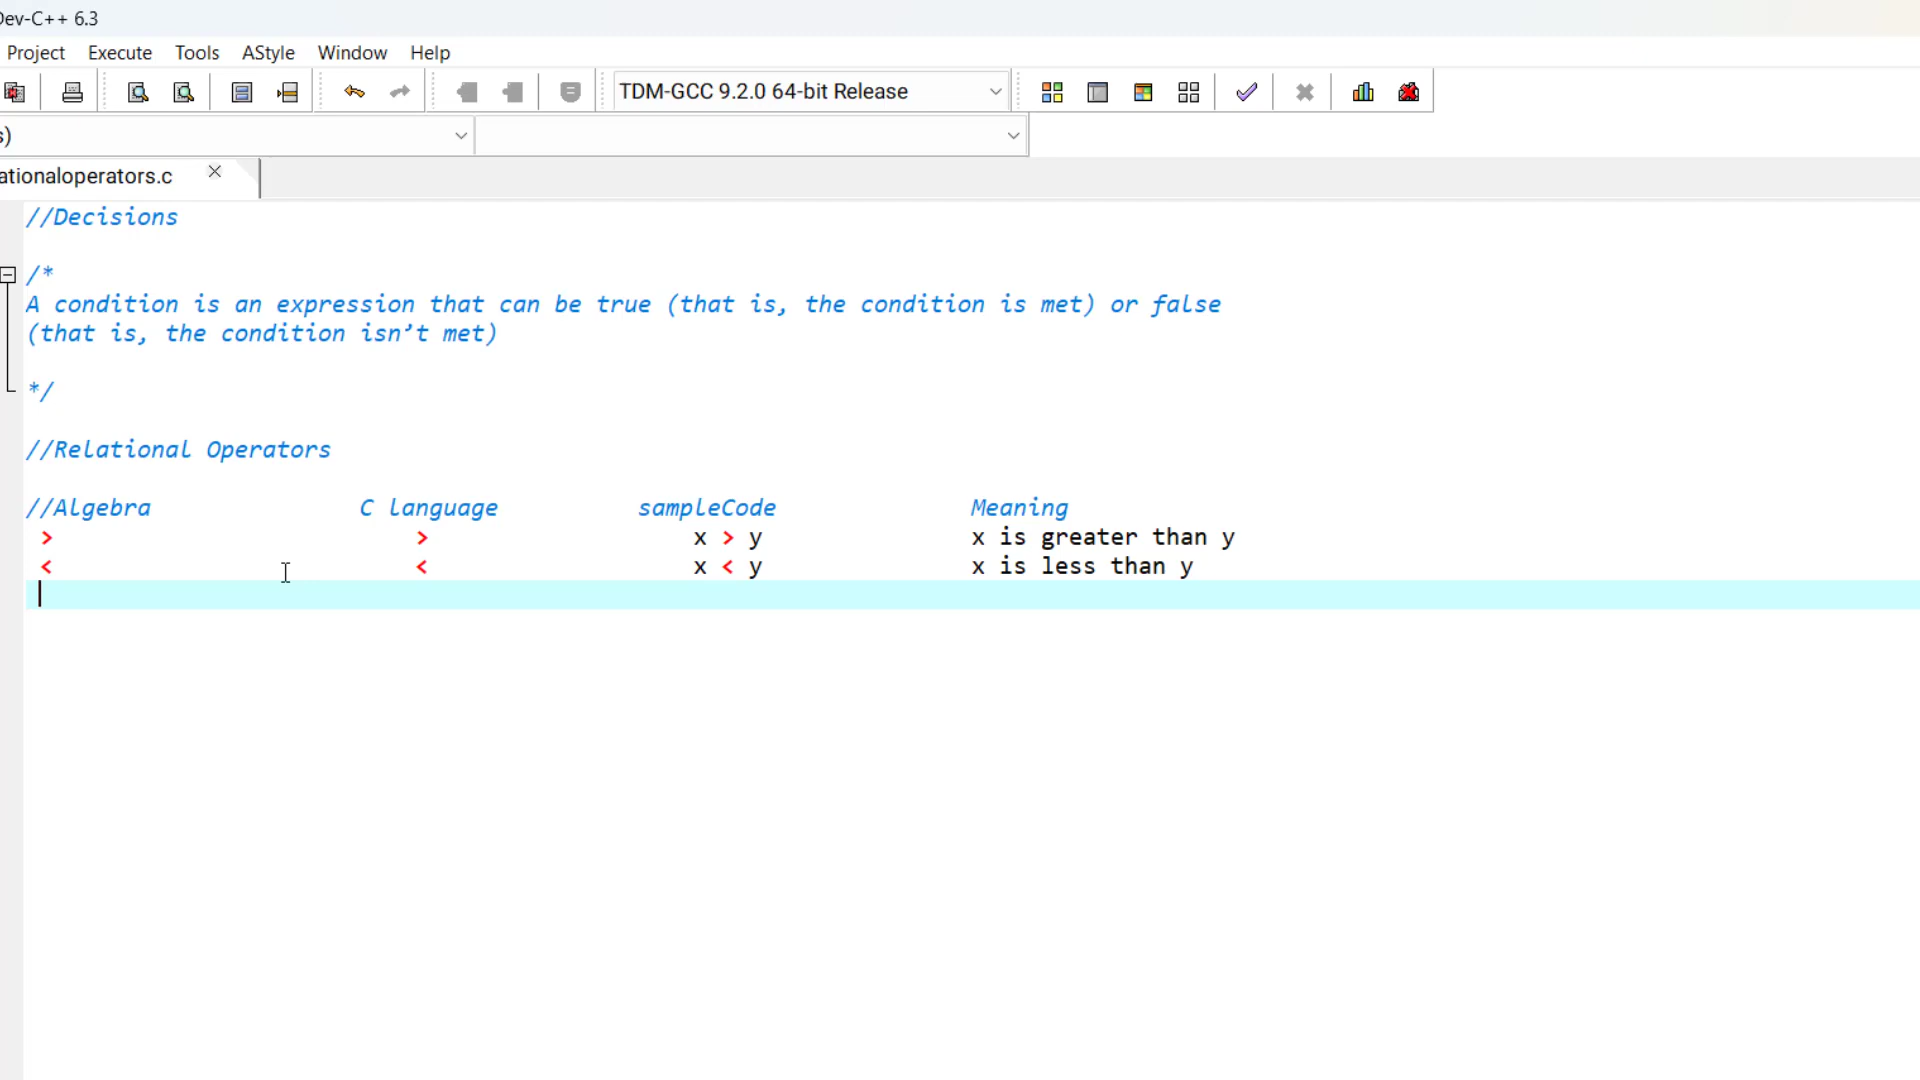 Dev-C++ 6.3
Project Execute Tools AStyle Window Help
TDM-GCC 9.2.0 64-bit Release
s)
ationaloperators.c
//Decisions
/*
A condition is an expression that can be true (that is, the condition is met) or false
(that is, the condition isn’t met)
*/
//Relational Operators
//Algebra C language sampleCode Meaning
> > x > y x is greater than y
< < x < y x is less than y